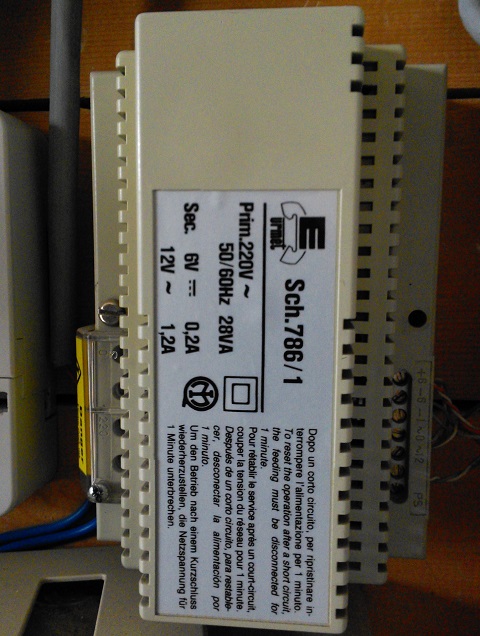 Urmet
Sch.786/1
Prim.220V ~
50/60Hz 28VA
Sec. 6V ⎓ 0,2A
12V ~ 1,2A
Dopo un corto circuito, per ripristinare in-
terrompere l'alimentazione per 1 minuto.
To reset the operation after a short circuit,
the feeding must be disconnected for
1 minute.
Pour rétablir le service après un court-circuit,
couper la tension du réseau pour 1 minute.
Después de un corto circuito, para restable-
cer, desconectar la alimentación por
1 minuto.
Um den Betrieb nach einem Kurzschluss
wiederherzustellen, die Netzspannung für
1 Minute unterbrechen.